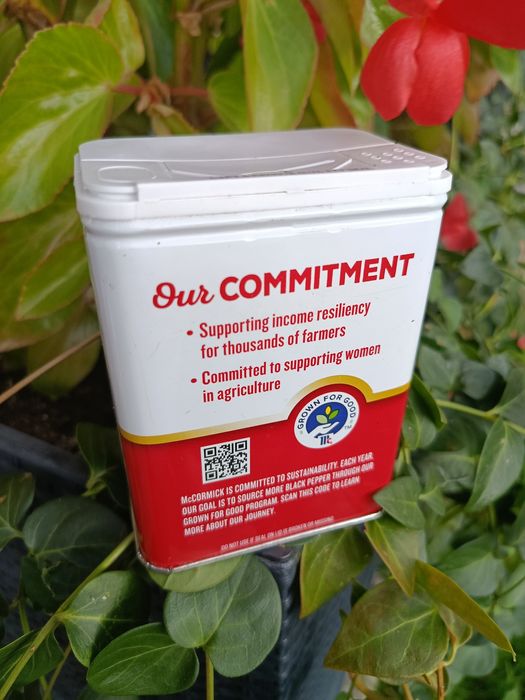 Our COMMITMENT
• Supporting income resiliency
for thousands of farmers
• Committed to supporting women
in agriculture
GROWN FOR GOOD
TM
McCORMICK IS COMMITTED TO SUSTAINABILITY. EACH YEAR,
OUR GOAL IS TO SOURCE MORE BLACK PEPPER THROUGH OUR
GROWN FOR GOOD PROGRAM. SCAN THIS CODE TO LEARN
MORE ABOUT OUR JOURNEY.
DO NOT USE IF SEAL ON LID IS BROKEN OR MISSING